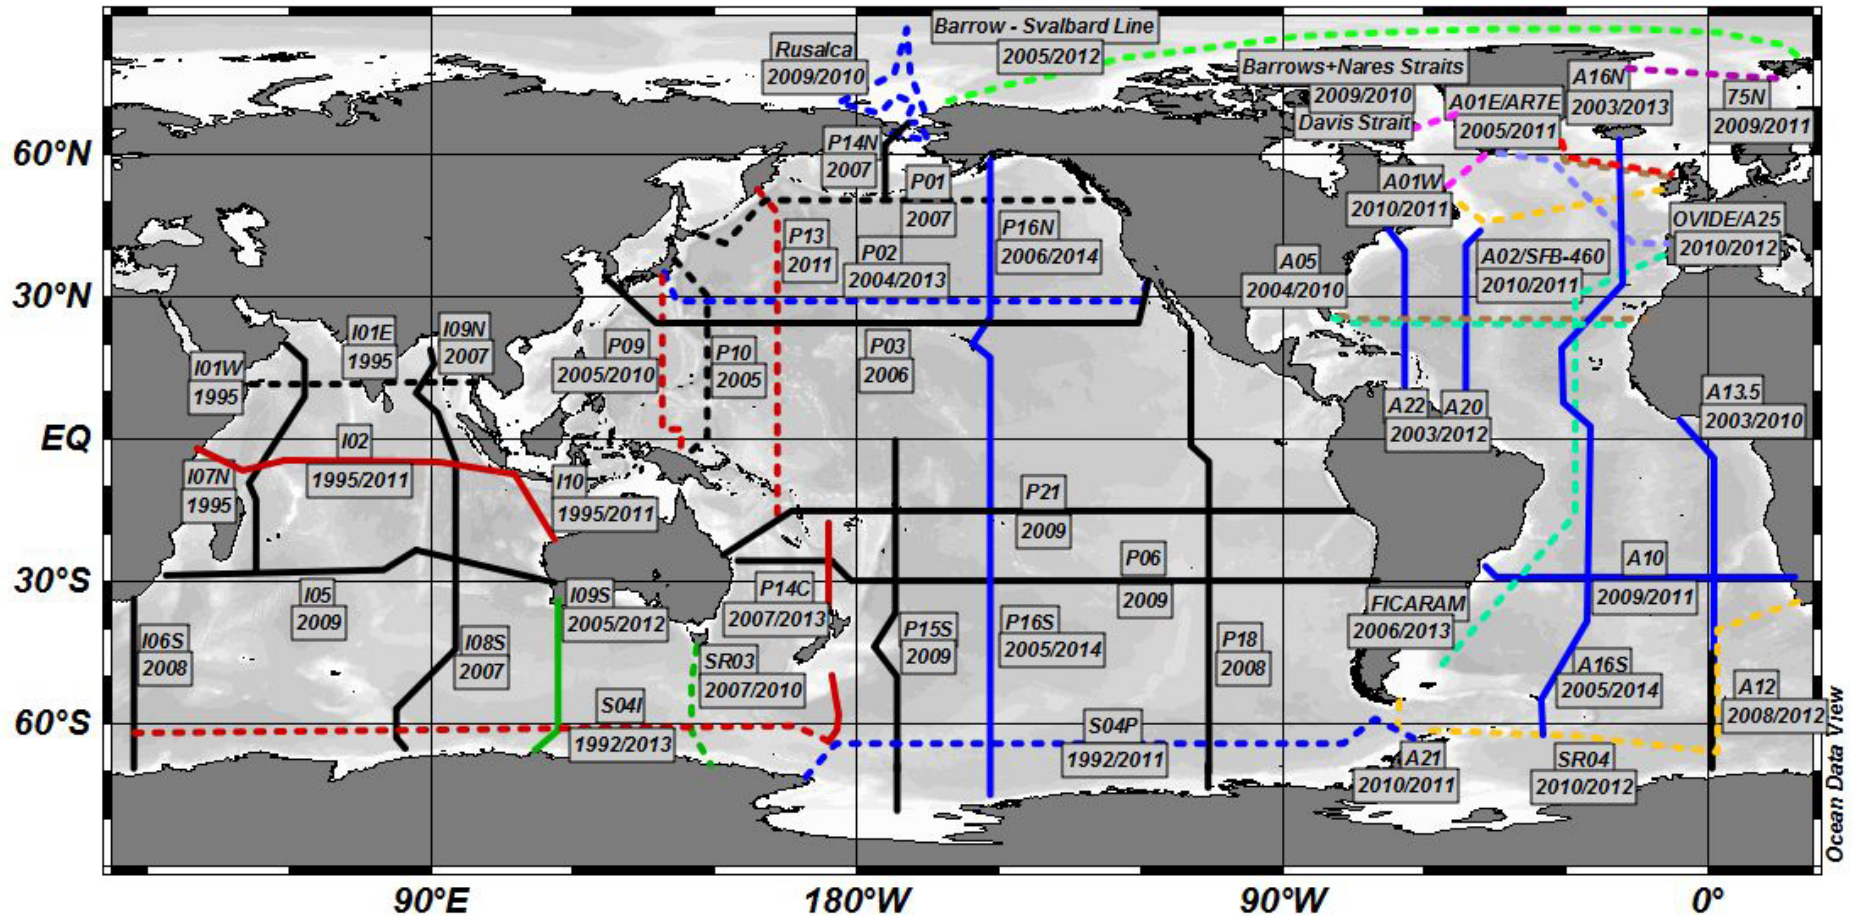 Barrow - Svalbard Line
2005/2012
Rusalca
2009/2010
Barrows+Nares Straits
2009/2010
Davis Strait
A01E/AR7E
2005/2011
A16N
2003/2013
75N
2009/2011
60°N
P14N
2007
P01
2007
A01W
2010/2011
OVIDE/A25
2010/2012
P13
2011
P02
2004/2013
P16N
2006/2014
A05
2004/2010
A02/SFB-460
2010/2011
30°N
I01W
1995
I01E
1995
I09N
2007
P09
2005/2010
P10
2005
P03
2006
A22
A20
2003/2012
A13.5
2003/2010
EQ
I02
1995/2011
I07N
1995
I10
1995/2011
P21
2009
30°S
I05
2009
I09S
2005/2012
P14C
2007/2013
P06
2009
FICARAM
2006/2013
A10
2009/2011
I06S
2008
I08S
2007
SR03
2007/2010
P15S
2009
P16S
2005/2014
P18
2008
A16S
2005/2014
A12
2008/2012
60°S
S04I
1992/2013
S04P
1992/2011
A21
2010/2011
SR04
2010/2012
Ocean Data View
90°E
180°W
90°W
0°